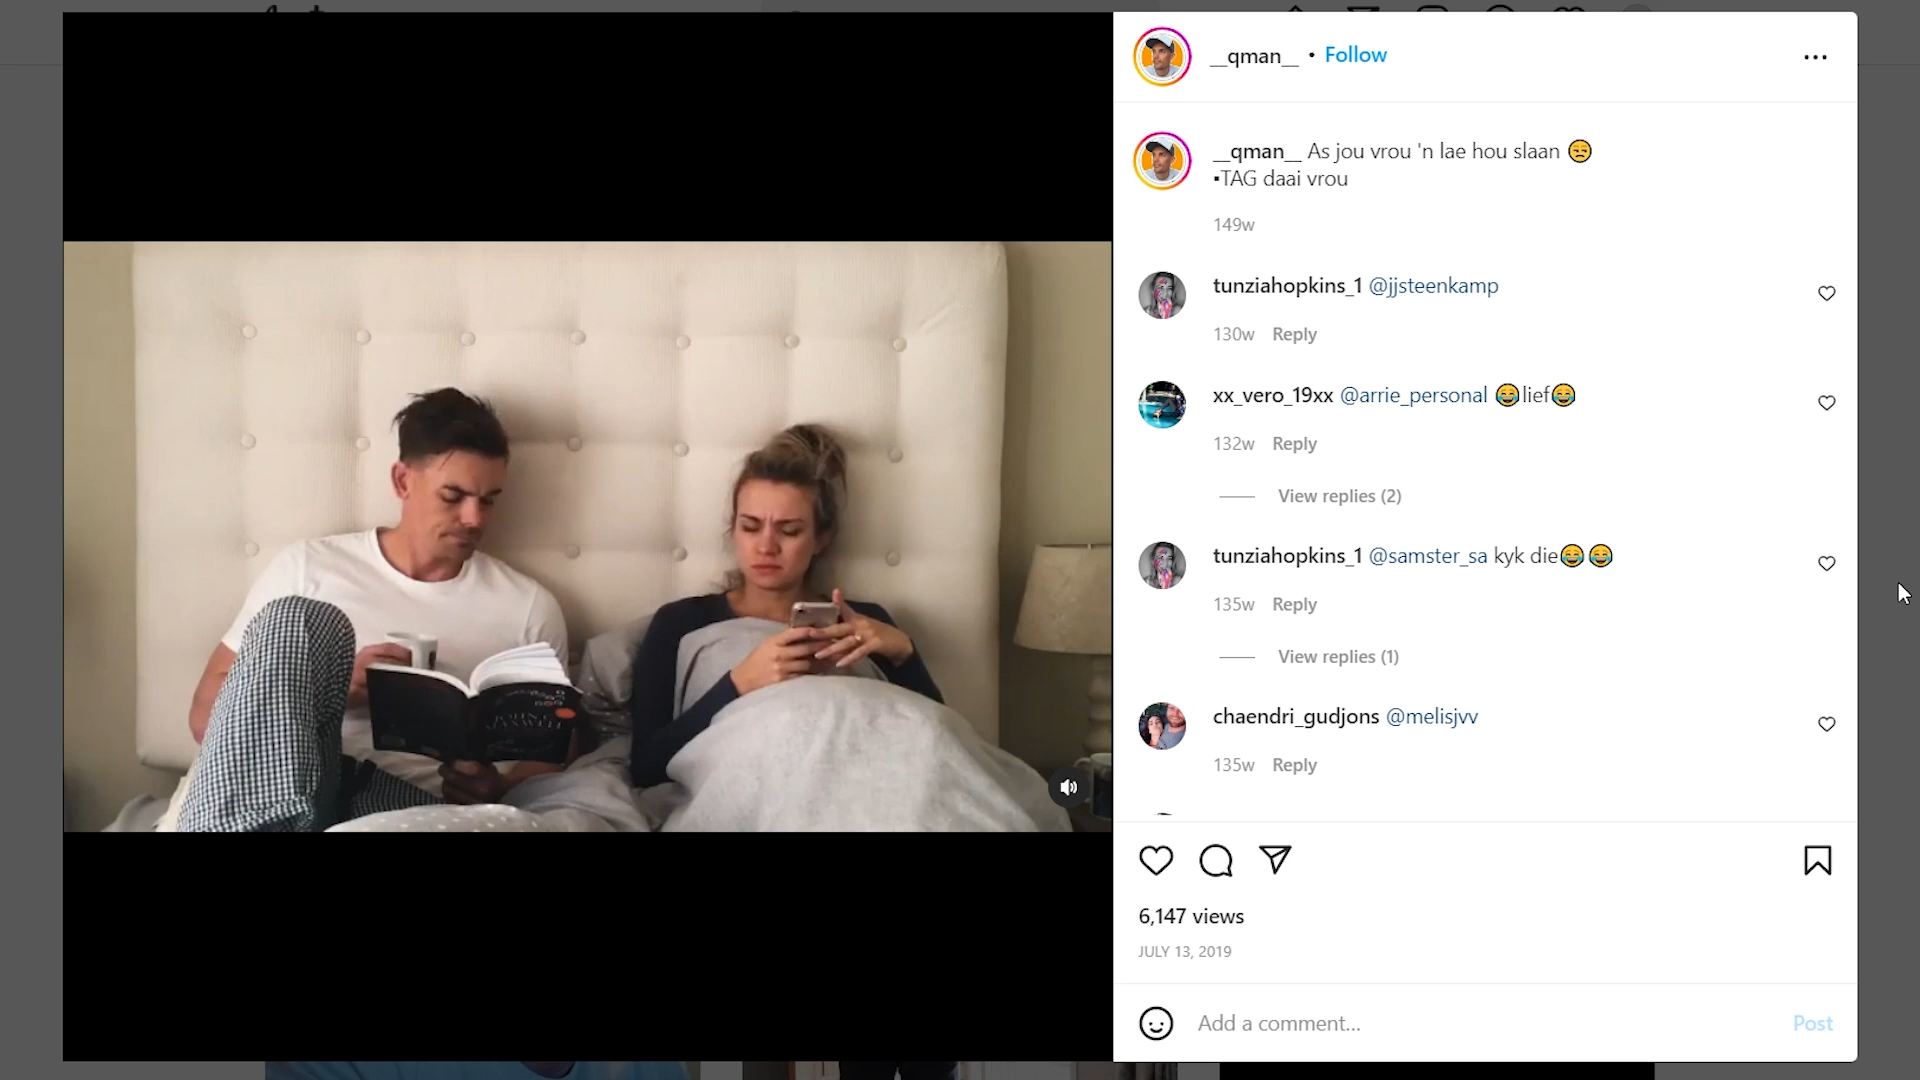 __qman__ • Follow
__qman__ As jou vrou 'n lae hou slaan 😒
▪TAG daai vrou
149w
tunziahopkins_1 @jjsteenkamp
130w Reply
xx_vero_19xx @arrie_personal 😂lief😂
132w Reply
View replies (2)
tunziahopkins_1 @samster_sa kyk die😂😂
135w Reply
View replies (1)
chaendri_gudjons @melisjvv
135w Reply
6,147 views
JULY 13, 2019
Add a comment...
Post